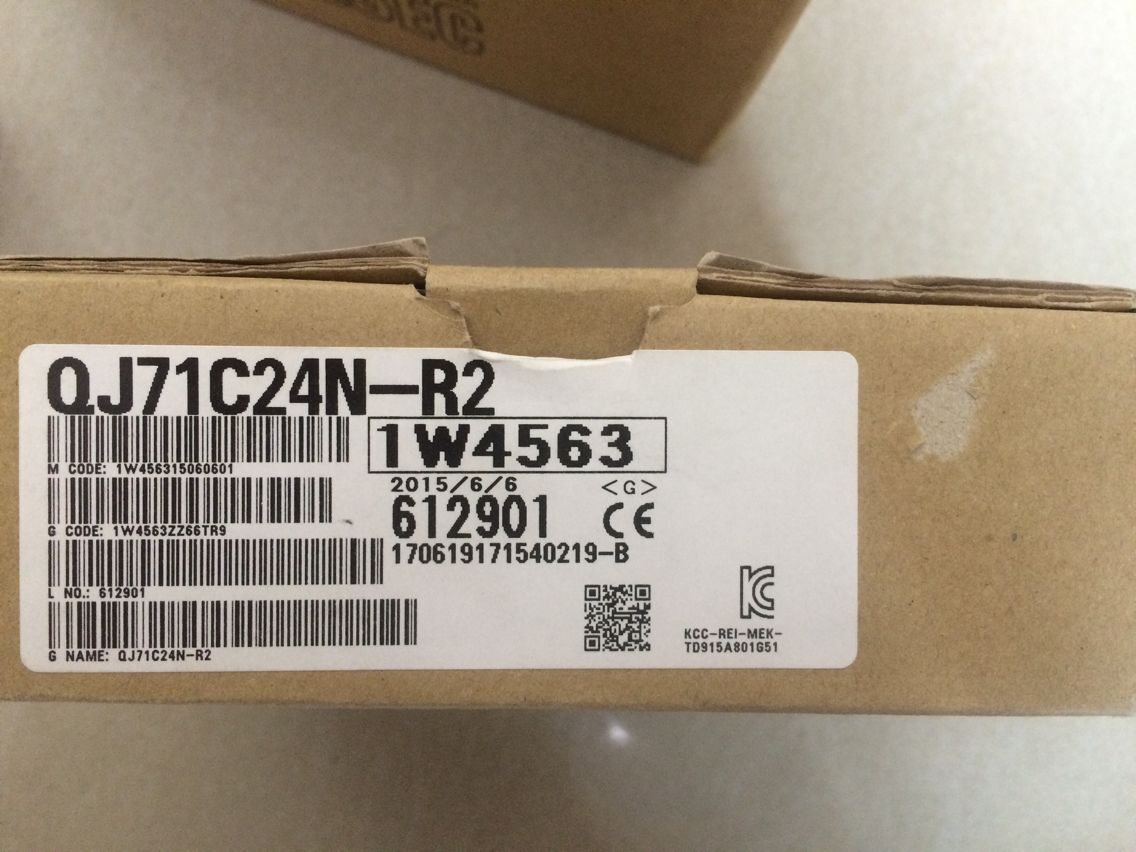 QJ71C24N-R2
1W4563
M CODE: 1W456315060601
2015/6/6 <G>
612901 CE
G CODE: 1W4563ZZ66TR9
170619171540219-B
L NO.: 612901
KC
KCC-REI-MEK-
TD915A801G51
G NAME: QJ71C24N-R2